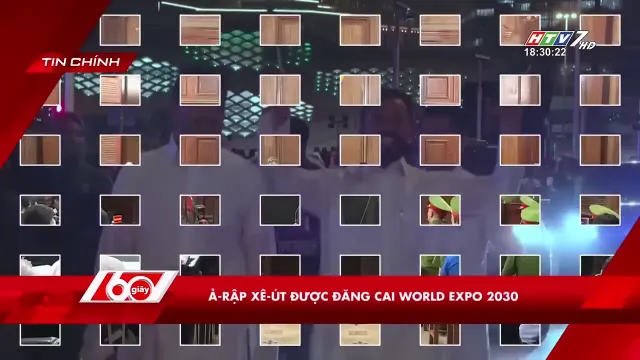 TIN CHÍNH
HTV7 HD
18:30:22
60 giây
Ả-RẬP XÊ-ÚT ĐƯỢC ĐĂNG CAI WORLD EXPO 2030